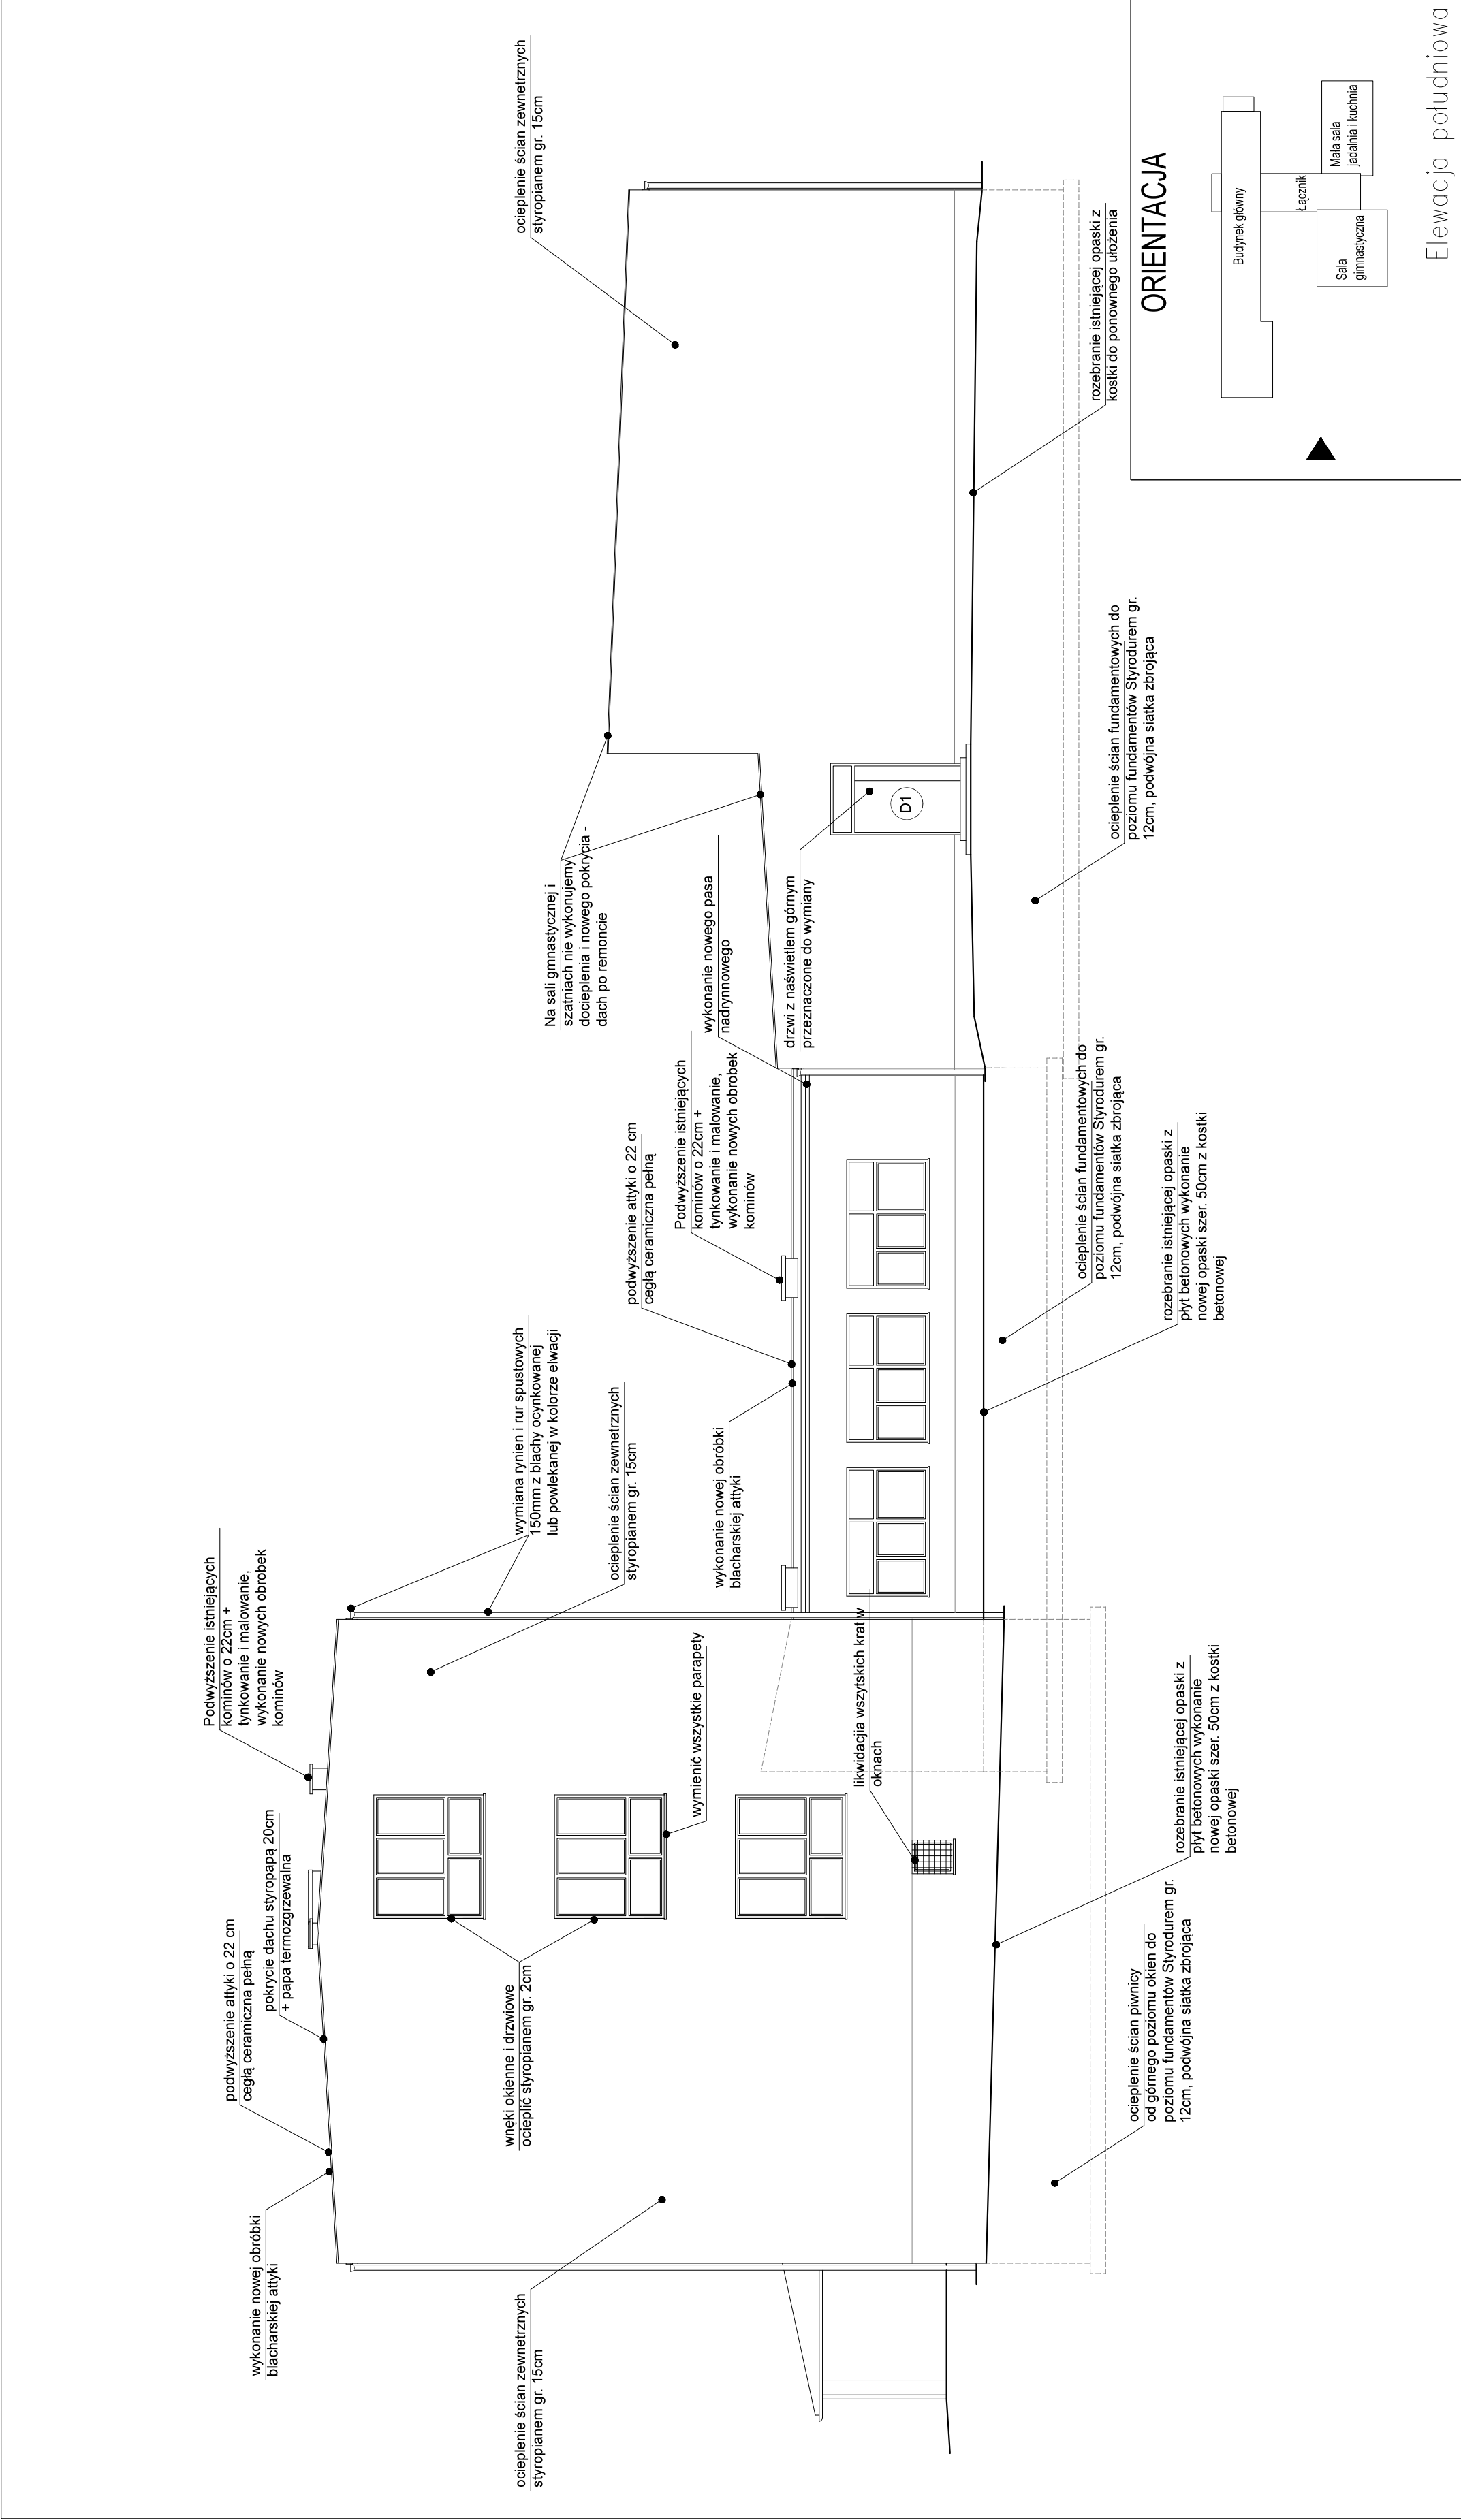 wykonanie nowej obróbki
blacharskiej attyki
podwyższenie attyki o 22 cm
cegłą ceramiczna pełną
pokrycie dachu styropapą 20cm
+ papa termozgrzewalna
Podwyższenie istniejących
kominów o 22cm +
tynkowanie i malowanie,
wykonanie nowych obrobek
kominów
ocieplenie ścian zewnetrznych
styropianem gr. 15cm
wnęki okienne i drzwiowe
ocieplić styropianem gr. 2cm
wymienić wszystkie parapety
wymiana rynien i rur spustowych
150mm z blachy ocynkowanej
lub powlekanej w kolorze elwacji
ocieplenie ścian zewnetrznych
styropianem gr. 15cm
likwidacjia wszytskich krat w
oknach
wykonanie nowej obróbki
blacharskiej attyki
podwyższenie attyki o 22 cm
cegłą ceramiczna pełną
Podwyższenie istniejących
kominów o 22cm +
tynkowanie i malowanie,
wykonanie nowych obrobek
kominów
wykonanie nowego pasa
nadrynnowego
Na sali gmnastycznej i
szatniach nie wykonujemy
docieplenia i nowego pokrycia -
dach po remoncie
drzwi z naświetlem górnym
przeznaczone do wymiany
D1
ocieplenie ścian zewnetrznych
styropianem gr. 15cm
ocieplenie ścian piwnicy
od górnego poziomu okien do
poziomu fundamentów Styrodurem gr.
12cm, podwójna siatka zbrojąca
rozebranie istniejącej opaski z
płyt betonowych wykonanie
nowej opaski szer. 50cm z kostki
betonowej
rozebranie istniejącej opaski z
płyt betonowych wykonanie
nowej opaski szer. 50cm z kostki
betonowej
ocieplenie ścian fundamentowych do
poziomu fundamentów Styrodurem gr.
12cm, podwójna siatka zbrojąca
ocieplenie ścian fundamentowych do
poziomu fundamentów Styrodurem gr.
12cm, podwójna siatka zbrojąca
rozebranie istniejącej opaski z
kostki do ponownego ułożenia
ORIENTACJA
Budynek główny
Łącznik
Sala
gimnastyczna
Mała sala
jadalnia i kuchnia
Elewacja południowa